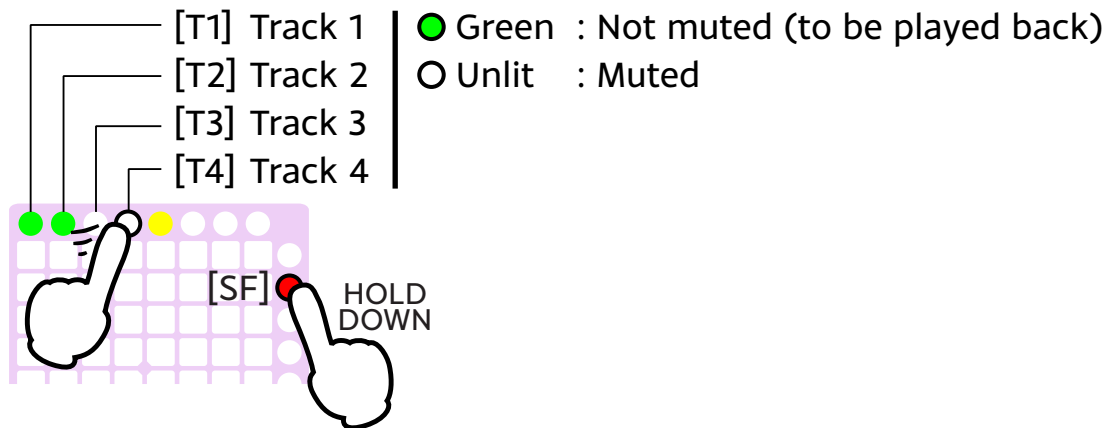 [T1] Track 1
[T2] Track 2
[T3] Track 3
[T4] Track 4
Green : Not muted (to be played back)
Unlit : Muted
[SF]
HOLD
DOWN